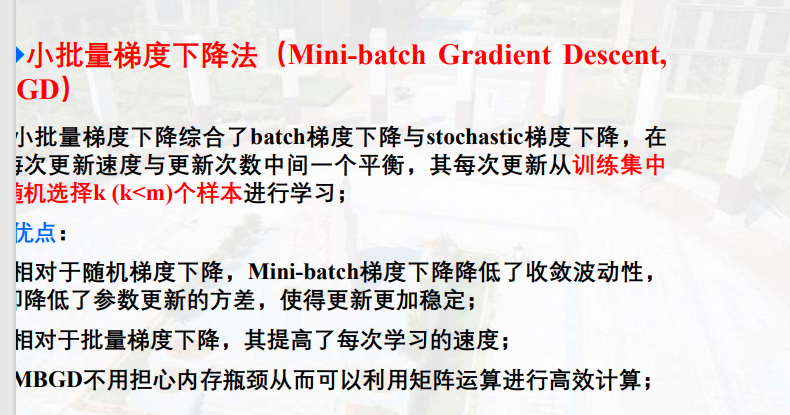 小批量梯度下降法（Mini-batch Gradient Descent,
GD）
小批量梯度下降综合了batch梯度下降与stochastic梯度下降，在
每次更新速度与更新次数中间一个平衡，其每次更新从训练集中
随机选择k (k<m)个样本进行学习；
优点：
相对于随机梯度下降，Mini-batch梯度下降降低了收敛波动性，
即降低了参数更新的方差，使得更新更加稳定；
相对于批量梯度下降，其提高了每次学习的速度；
MBGD不用担心内存瓶颈从而可以利用矩阵运算进行高效计算；